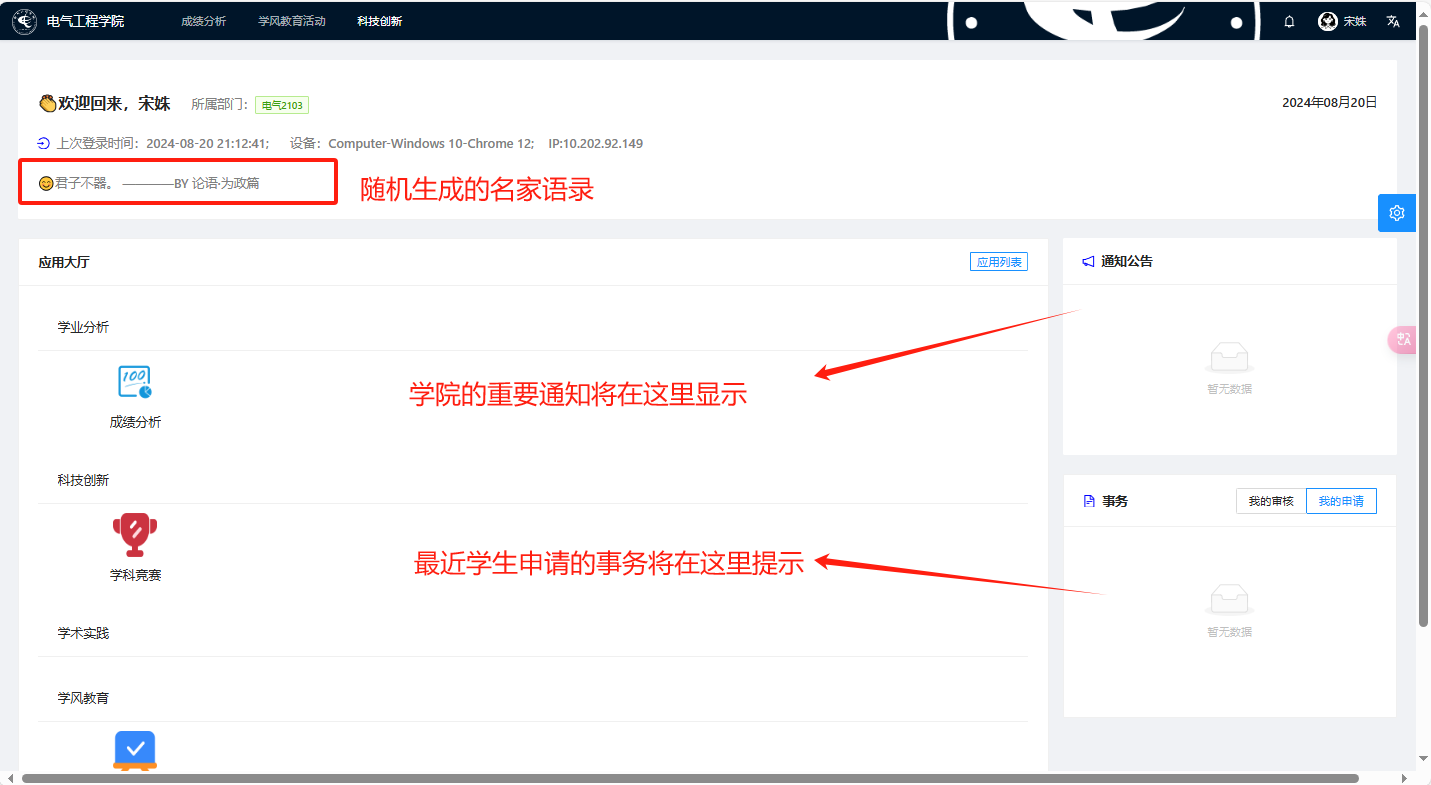 电气工程学院 成绩分析 学风教育活动 科技创新 宋姝
欢迎回来，宋姝 所属部门： 电气2103 2024年08月20日
上次登录时间：2024-08-20 21:12:41; 设备：Computer-Windows 10-Chrome 12; IP:10.202.92.149
君子不器。 ————BY 论语·为政篇
随机生成的名家语录
应用大厅 应用列表
通知公告
学业分析
100
成绩分析
学院的重要通知将在这里显示
暂无数据
科技创新
事务 我的审核 我的申请
学科竞赛
最近学生申请的事务将在这里提示
暂无数据
学术实践
学风教育